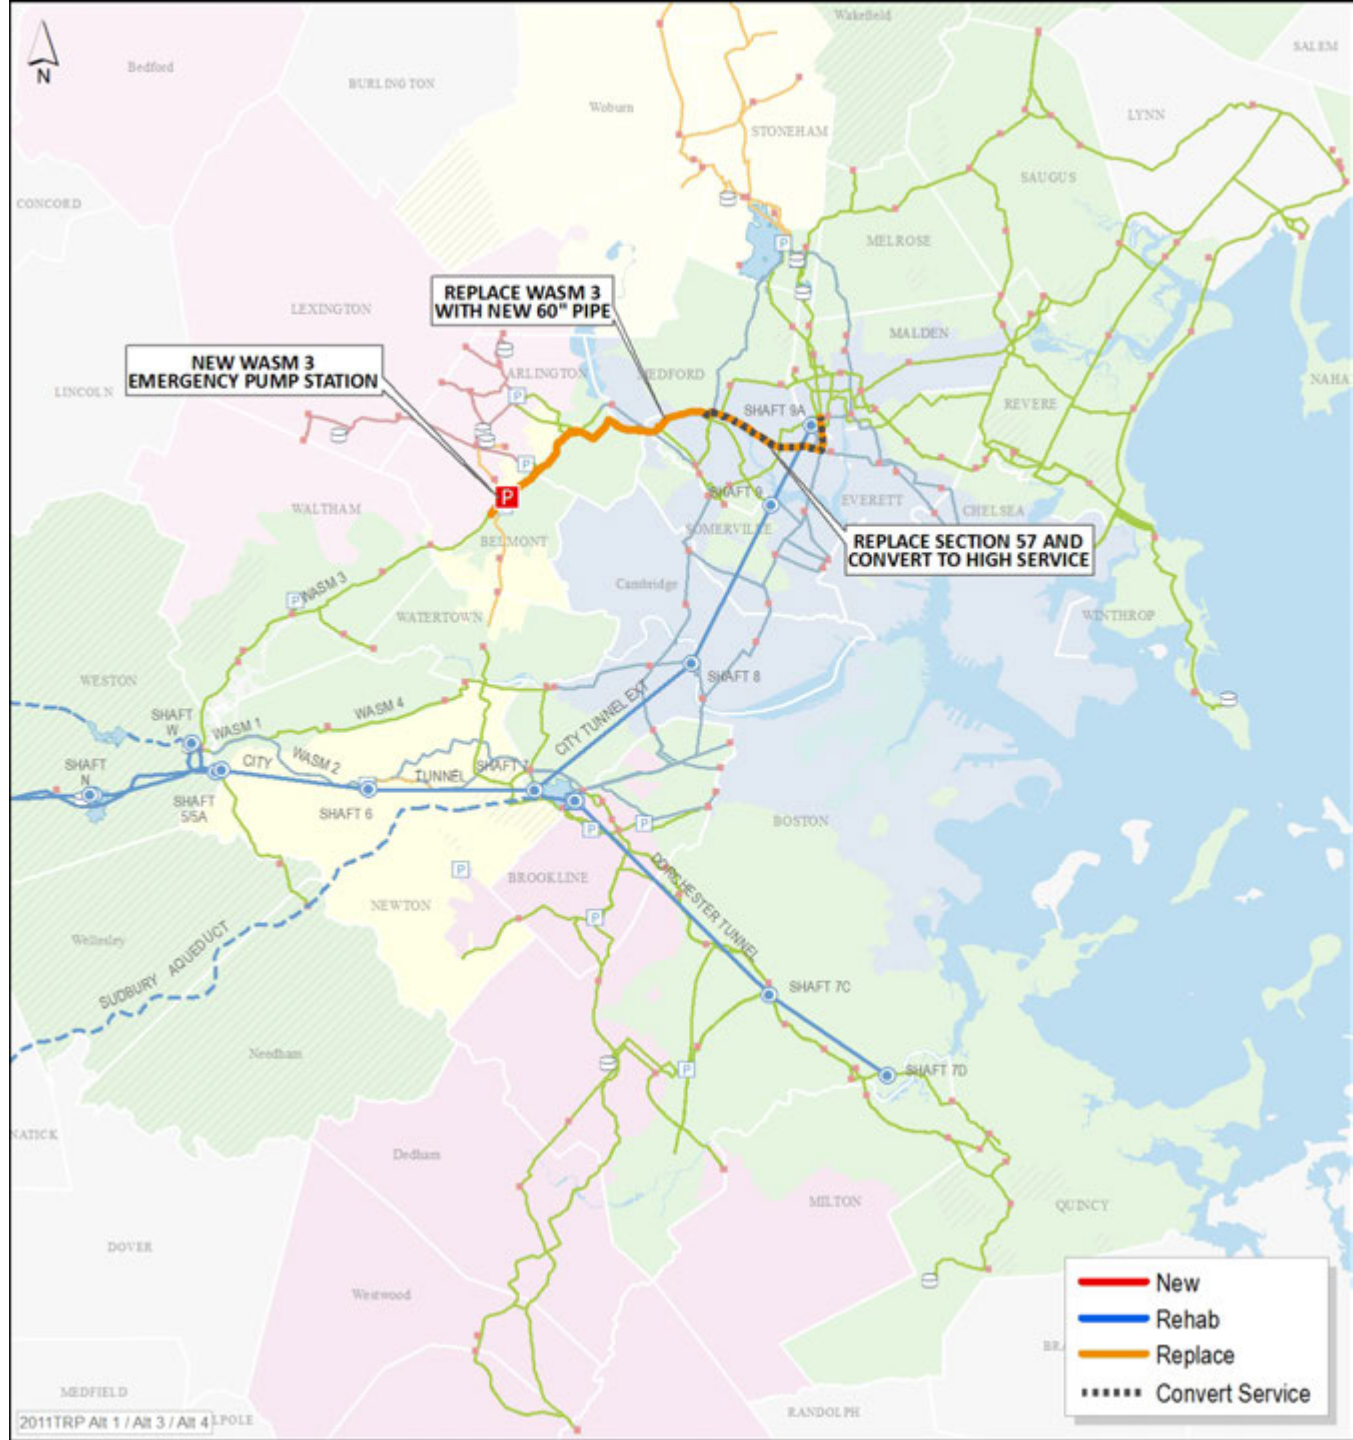 Wakefield
SALEM
N
Bedford
BURLINGTON
Woburn
STONEHAM
LYNN
SAUGUS
CONCORD
MELROSE
REPLACE WASM 3
WITH NEW 60" PIPE
LEXINGTON
MALDEN
NEW WASM 3
EMERGENCY PUMP STATION
ARLINGTON
MEDFORD
NAHA
LINCOLN
P
REVERE
SHAFT 9A
P
P
SHAFT 9
EVERETT
WALTHAM
CHELSEA
SOMERVILLE
BELMONT
REPLACE SECTION 57 AND
CONVERT TO HIGH SERVICE
Cambridge
WASM 3
P
WATERTOWN
WINTHROP
WESTON
SHAFT 8
WASM 4
SHAFT
W
WASM 1
CITY TUNNEL EXT
SHAFT
N
CITY
WASM 2
TUNNEL
SHAFT 7
SHAFT
5/5A
SHAFT 6
BOSTON
P
P
P
BROOKLINE
DORCHESTER TUNNEL
NEWTON
P
Wellesley
SUDBURY AQUEDUCT
SHAFT 7C
Needham
P
SHAFT 7D
NATICK
Dedham
MILTON
QUINCY
DOVER
New
Westwood
Rehab
BRA
Replace
MEDFIELD
Convert Service
2011TRP Alt 1 / Alt 3 / Alt 4
LPOLE
RANDOLPH